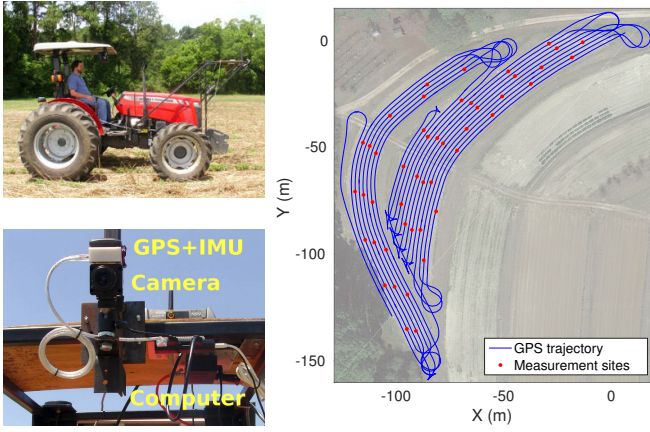 GPS+IMU
Camera
Computer
0
-50
-100
-150
Y (m)
-100
-50
0
X (m)
GPS trajectory
Measurement sites